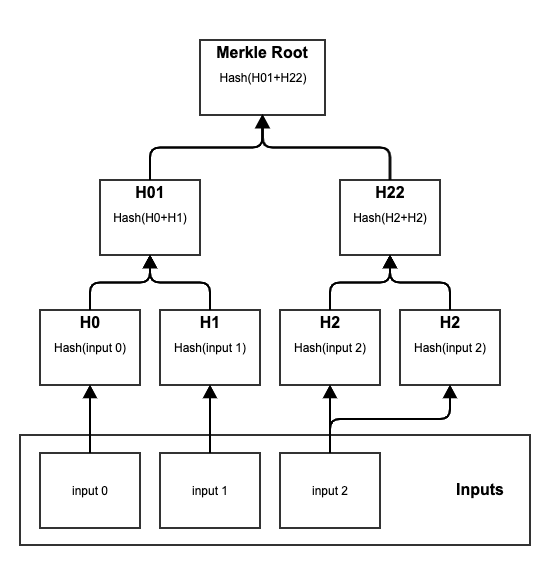 Merkle Root
Hash(H01+H22)
H01
Hash(H0+H1)
H22
Hash(H2+H2)
H0
Hash(input 0)
H1
Hash(input 1)
H2
Hash(input 2)
H2
Hash(input 2)
input 0
input 1
input 2
Inputs